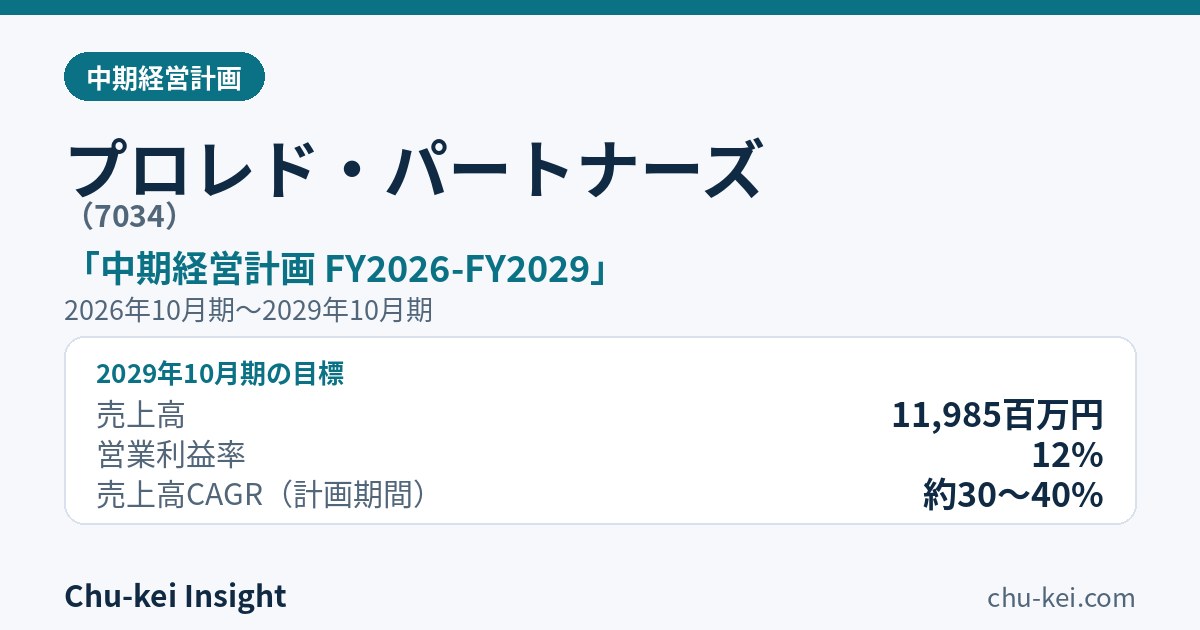 中期経営計画
プロレド・パートナーズ
（7034）
「中期経営計画 FY2026-FY2029」
2026年10月期〜2029年10月期
2029年10月期の目標
売上高 11,985百万円
営業利益率 12%
売上高CAGR（計画期間） 約30〜40%
Chu-kei Insight chu-kei.com